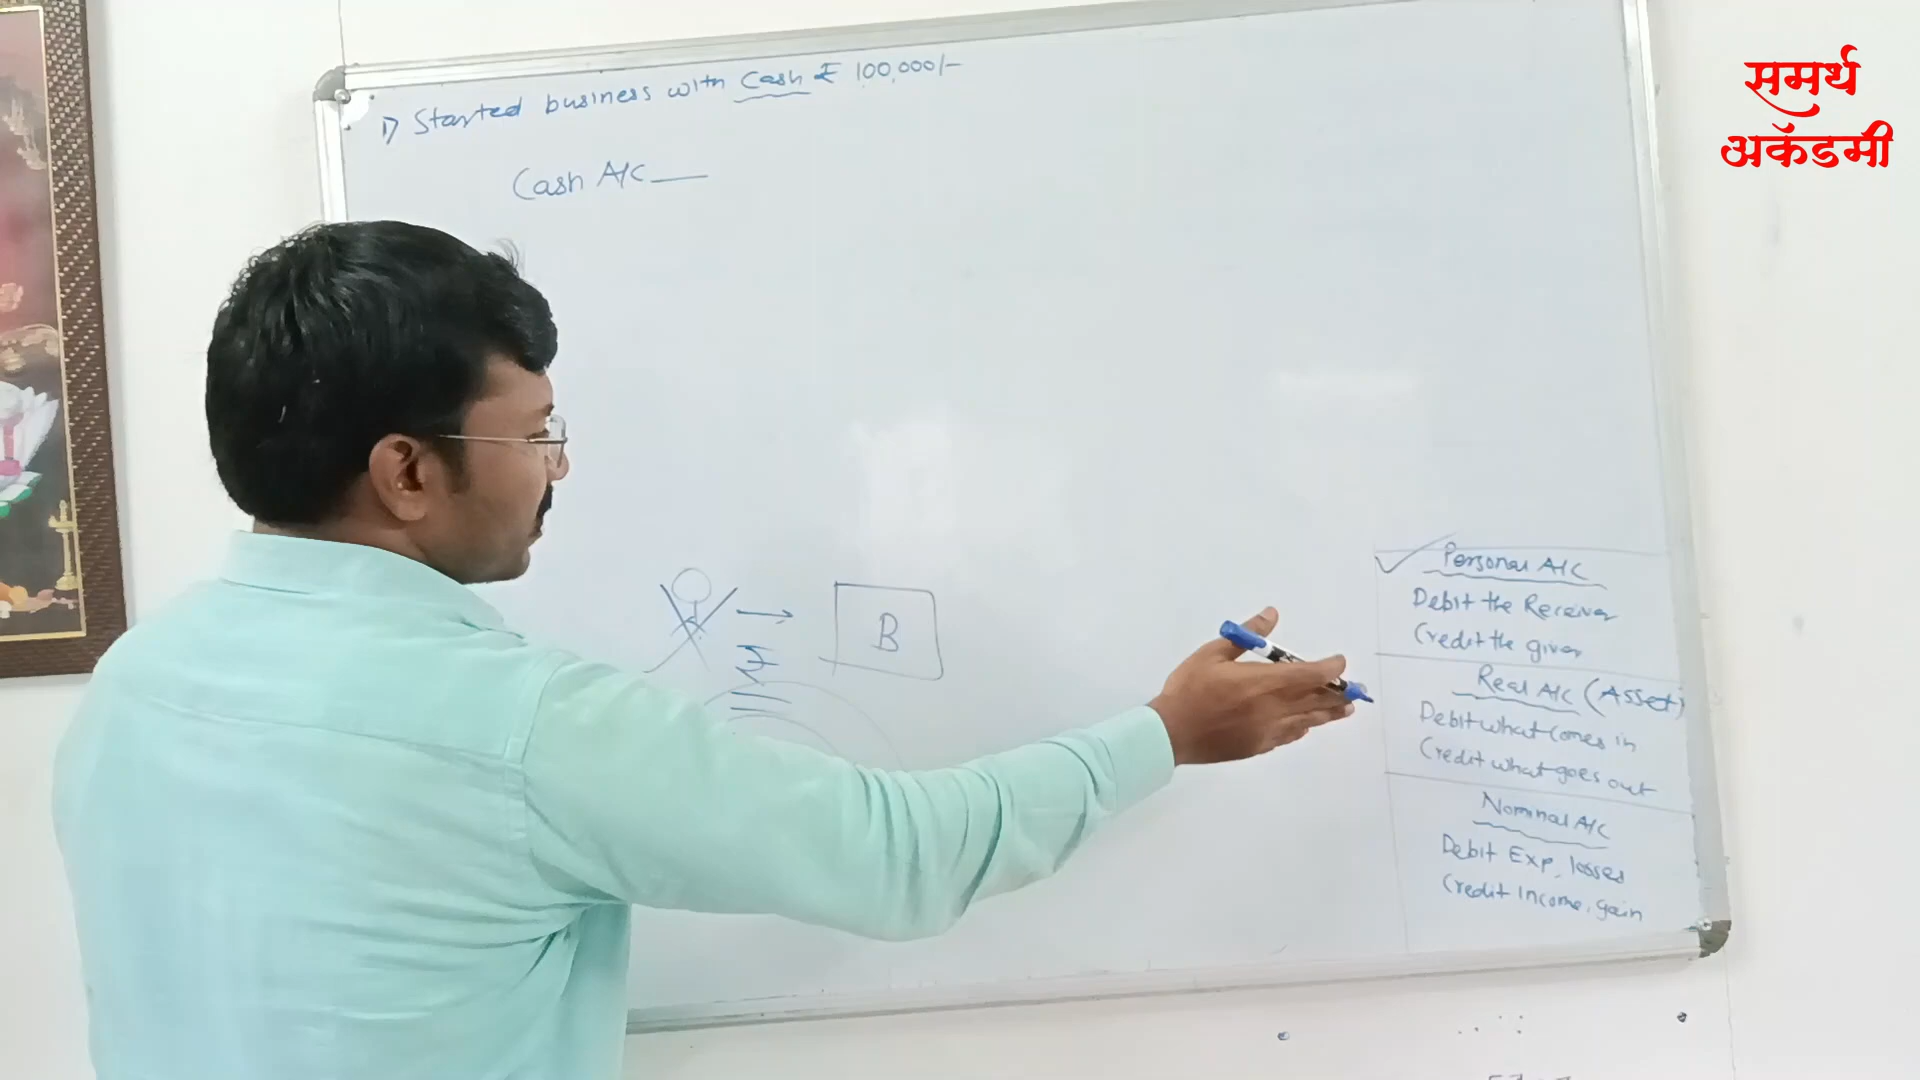 1) Started business with Cash ₹ 100,000/-
Cash A/c
B
Personal A/c
Debit the Receiver
Credit the giver
Real A/c (Asset)
Debit what comes in
Credit what goes out
Nominal A/c
Debit Exp, losses
Credit income, gain
समर्थ
अकॅडमी